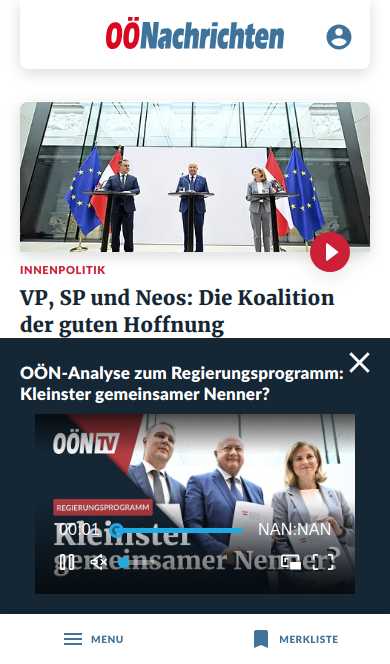 OÖNachrichten
INNENPOLITIK
VP, SP und Neos: Die Koalition
der guten Hoffnung
OÖN-Analyse zum Regierungsprogramm:
Kleinster gemeinsamer Nenner?
OÖN TV
REGIERUNGSPROGRAMM
Kleinster
00:01
NAN:NAN
gemeinsamer Nenner?
MENU
MERKLISTE